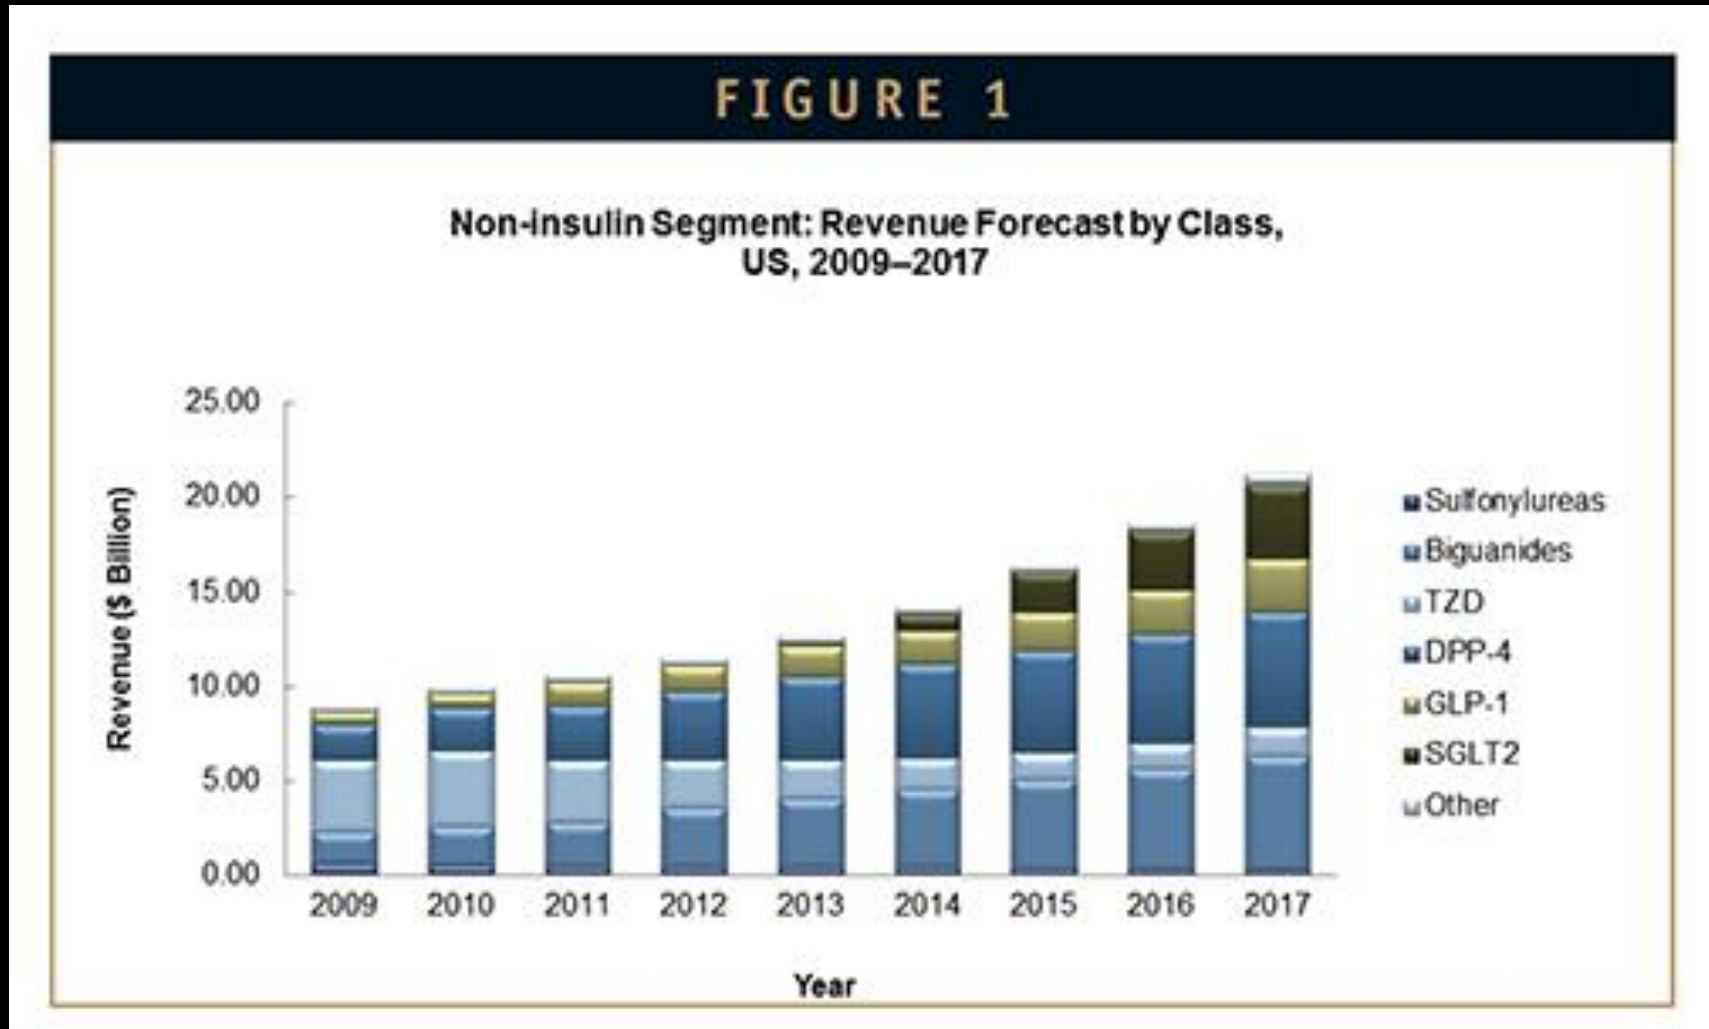 FIGURE 1
Non-insulin Segment: Revenue Forecast by Class,
US, 2009–2017
Revenue ($ Billion)
25.00
20.00
15.00
10.00
5.00
0.00
2009 2010 2011 2012 2013 2014 2015 2016 2017
Year
Sulfonylureas
Biguanides
TZD
DPP-4
GLP-1
SGLT2
Other